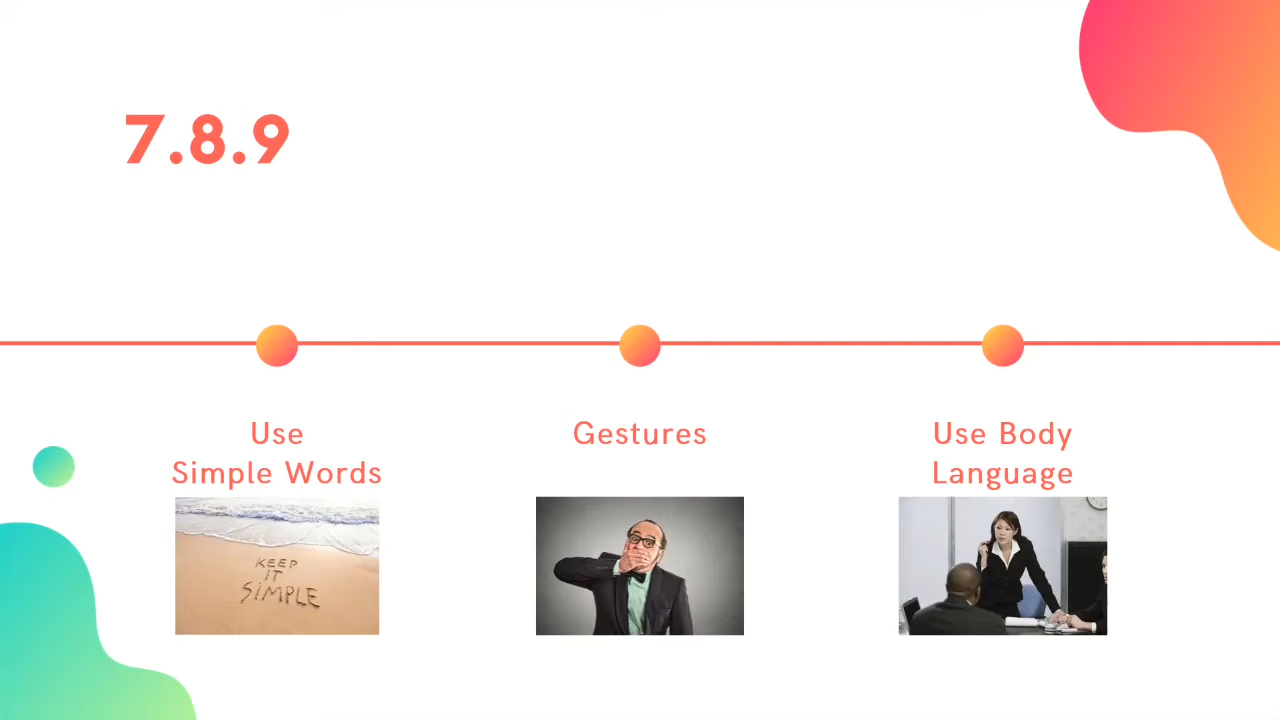 7.8.9
Use
Simple Words
Gestures
Use Body
Language
KEEP
IT
SIMPLE